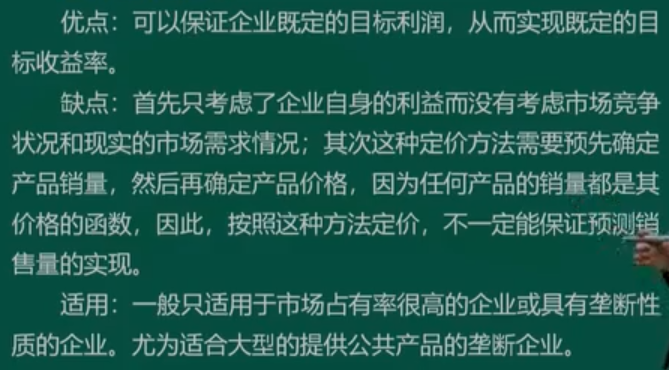 优点：可以保证企业既定的目标利润，从而实现既定的目
标收益率。
缺点：首先只考虑了企业自身的利益而没有考虑市场竞争
状况和现实的市场需求情况；其次这种定价方法需要预先确定
产品销量，然后再确定产品价格，因为任何产品的销量都是其
价格的函数，因此，按照这种方法定价，不一定能保证预测销
售量的实现。
适用：一般只适用于市场占有率很高的企业或具有垄断性
质的企业。尤为适合大型的提供公共产品的垄断企业。